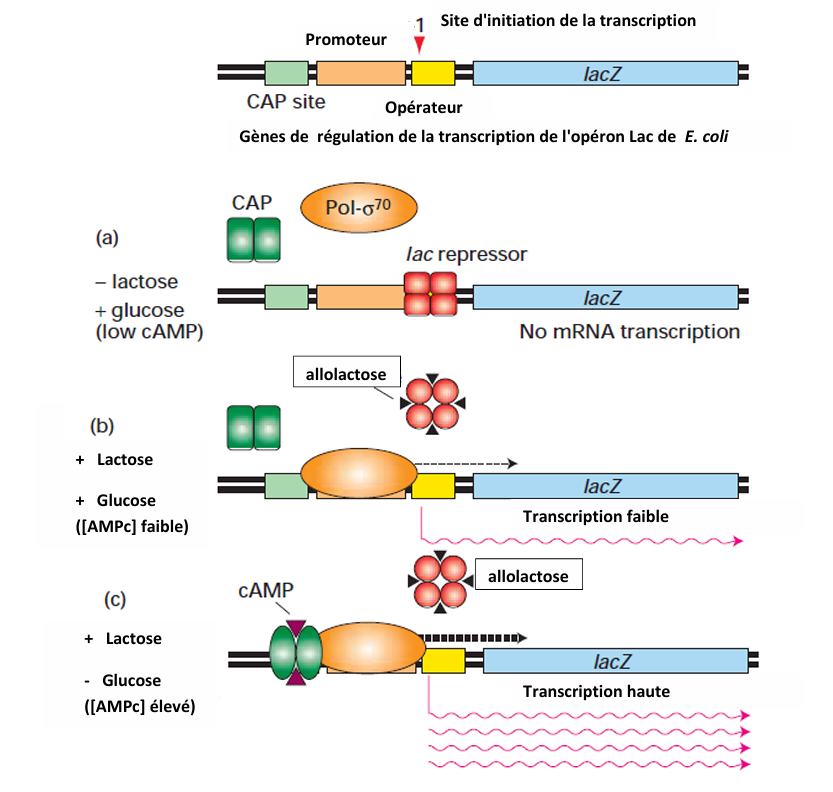 1 Site d'initiation de la transcription
Promoteur
lacZ
CAP site
Opérateur
Gènes de régulation de la transcription de l'opéron Lac de E. coli
CAP
Pol-σ⁷⁰
(a)
lac repressor
– lactose
+ glucose
(low cAMP)
lacZ
No mRNA transcription
allolactose
(b)
+ Lactose
+ Glucose
([AMPc] faible)
lacZ
Transcription faible
cAMP
allolactose
(c)
+ Lactose
- Glucose
([AMPc] élevé)
lacZ
Transcription haute